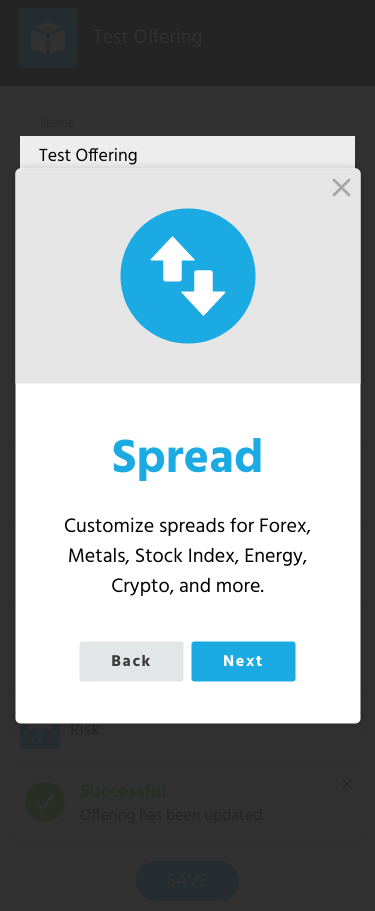 Test Offering
Name
Test Offering
Spread
Customize spreads for Forex,
Metals, Stock Index, Energy,
Crypto, and more.
Back
Next
Risk
Successful
Offering has been updated.
SAVE